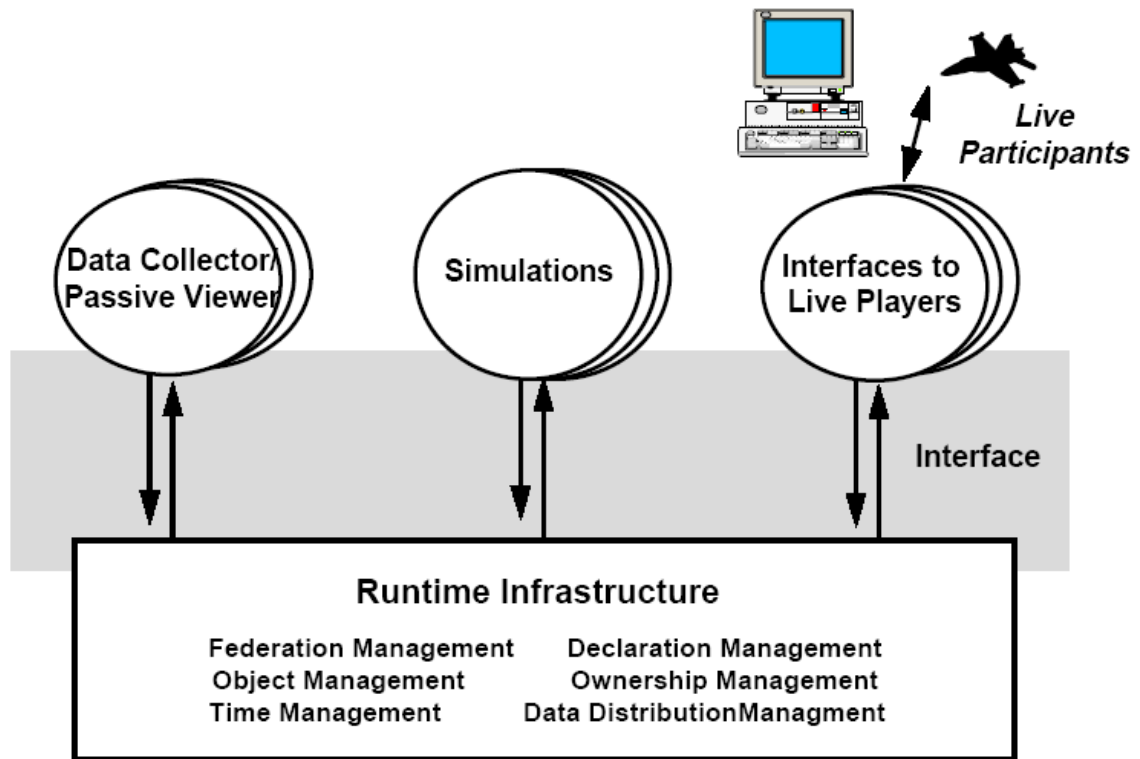 Live
Participants
Data Collector/
Passive Viewer
Simulations
Interfaces to
Live Players
Interface
Runtime Infrastructure
Federation Management Declaration Management
Object Management Ownership Management
Time Management Data DistributionManagment